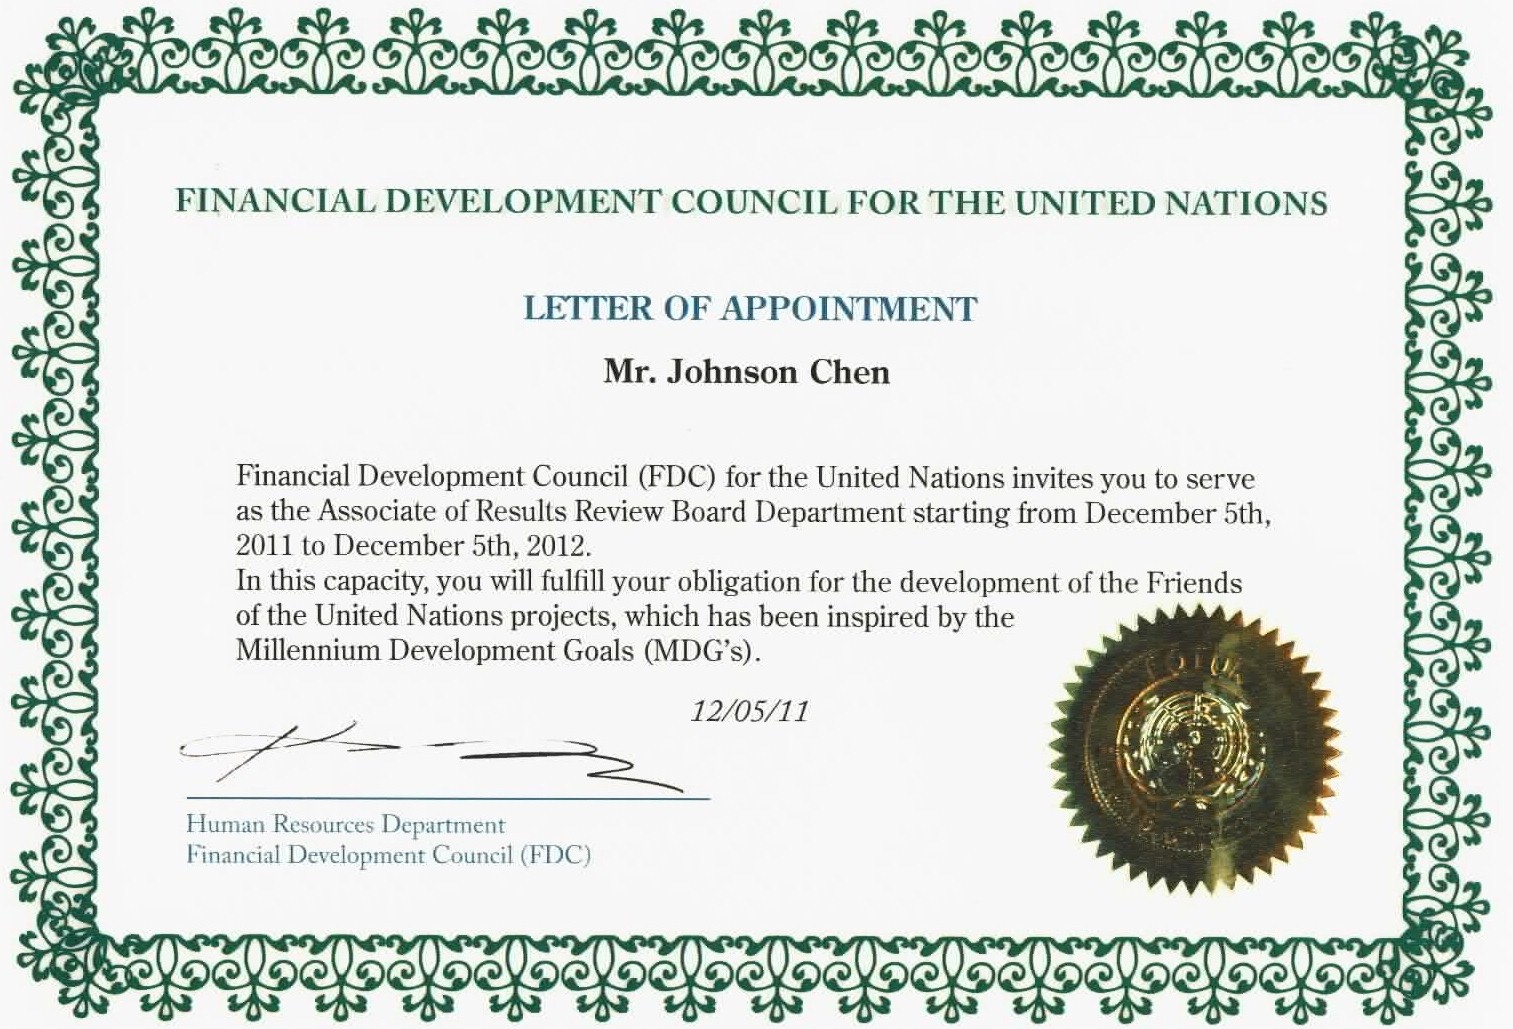 FINANCIAL DEVELOPMENT COUNCIL FOR THE UNITED NATIONS
LETTER OF APPOINTMENT
Mr. Johnson Chen
Financial Development Council (FDC) for the United Nations invites you to serve
as the Associate of Results Review Board Department starting from December 5th,
2011 to December 5th, 2012.
In this capacity, you will fulfill your obligation for the development of the Friends
of the United Nations projects, which has been inspired by the
Millennium Development Goals (MDG's).
12/05/11
Human Resources Department
Financial Development Council (FDC)